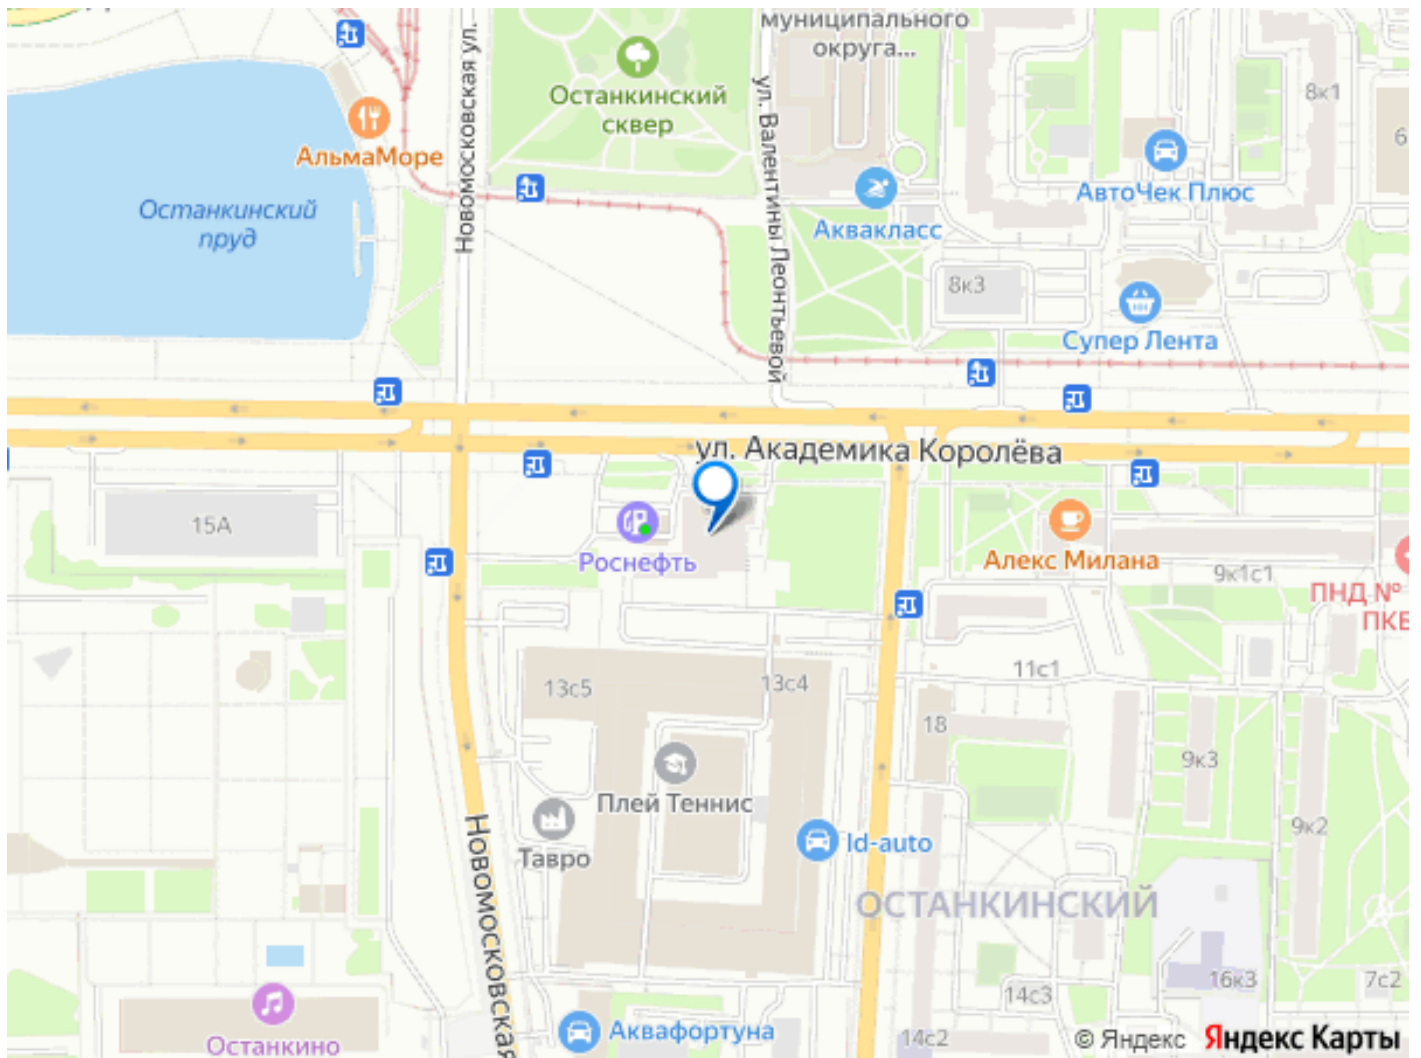 муниципального
округа...
Новомосковская ул.
ул. Валентины Леонтьевой
Останкинский
сквер
8к1
6
АльмаМоре
АвтоЧек Плюс
Останкинский
пруд
Аквакласс
8к3
Супер Лента
ул. Академика Королёва
15А
Роснефть
Алекс Милана
9к1с1
ПНД №
ПКБ
11с1
13с5
13с4
18
9к3
Плей Теннис
Тавро
Id-auto
9к2
Новомосковская
ОСТАНКИНСКИЙ
16к3
7с2
14с3
Останкино
Аквафортуна
14с2
© Яндекс Яндекс Карты